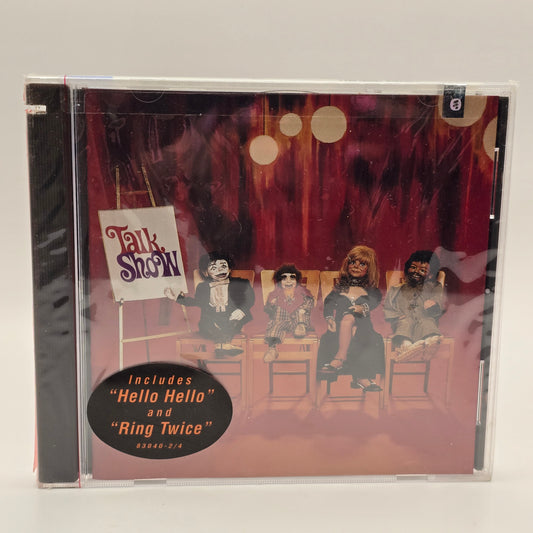 Talk
Show
Includes
"Hello Hello"
and
"Ring Twice"
83040-2/4